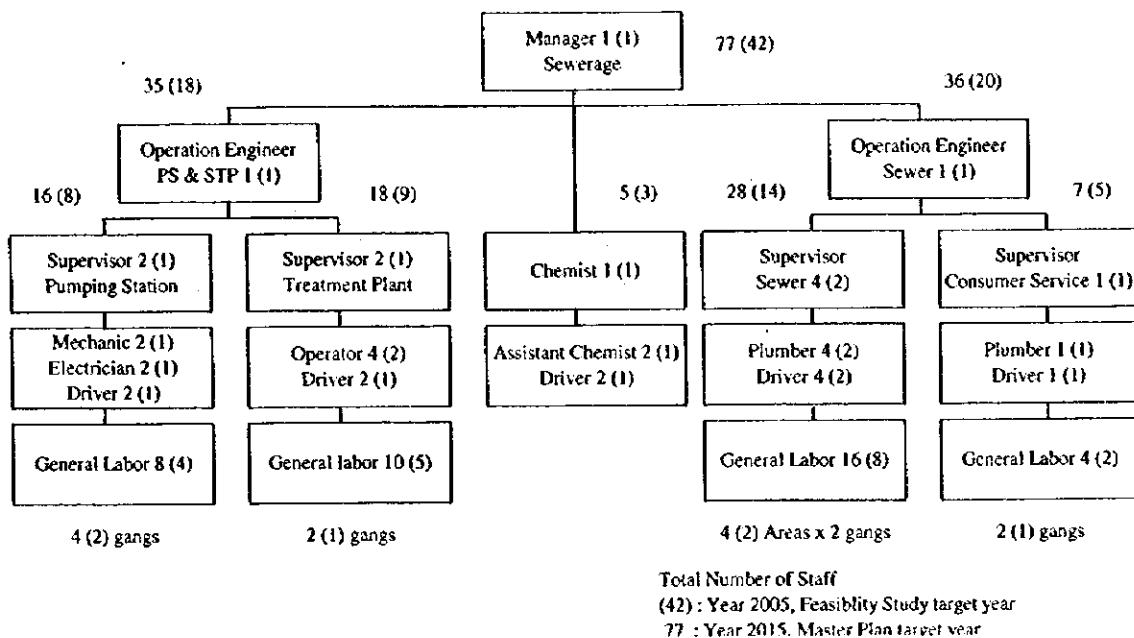 Manager 1 (1)
Sewerage
77 (42)
35 (18)
36 (20)
Operation Engineer
PS & STP 1 (1)
Operation Engineer
Sewer 1 (1)
16 (8)
18 (9)
5 (3)
28 (14)
7 (5)
Supervisor 2 (1)
Pumping Station
Supervisor 2 (1)
Treatment Plant
Chemist 1 (1)
Supervisor
Sewer 4 (2)
Supervisor
Consumer Service 1 (1)
Mechanic 2 (1)
Electrician 2 (1)
Driver 2 (1)
Operator 4 (2)
Driver 2 (1)
Assistant Chemist 2 (1)
Driver 2 (1)
Plumber 4 (2)
Driver 4 (2)
Plumber 1 (1)
Driver 1 (1)
General Labor 8 (4)
General labor 10 (5)
General Labor 16 (8)
General Labor 4 (2)
4 (2) gangs
2 (1) gangs
4 (2) Areas x 2 gangs
2 (1) gangs
Total Number of Staff
(42) : Year 2005, Feasiblity Study target year
77 : Year 2015, Master Plan target year